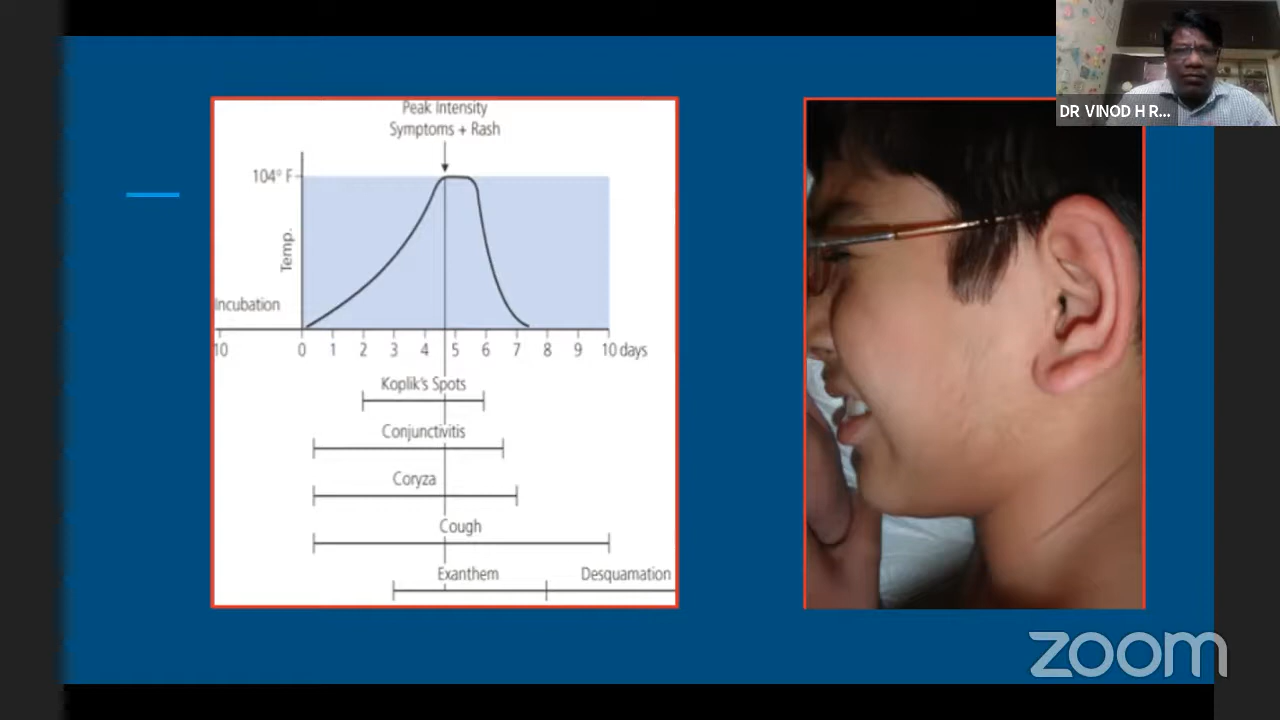 DR VINOD H R...
Peak Intensity
Symptoms + Rash
104° F
Temp.
Incubation
10 0 1 2 3 4 5 6 7 8 9 10 days
Koplik's Spots
Conjunctivitis
Coryza
Cough
Exanthem Desquamation
zoom